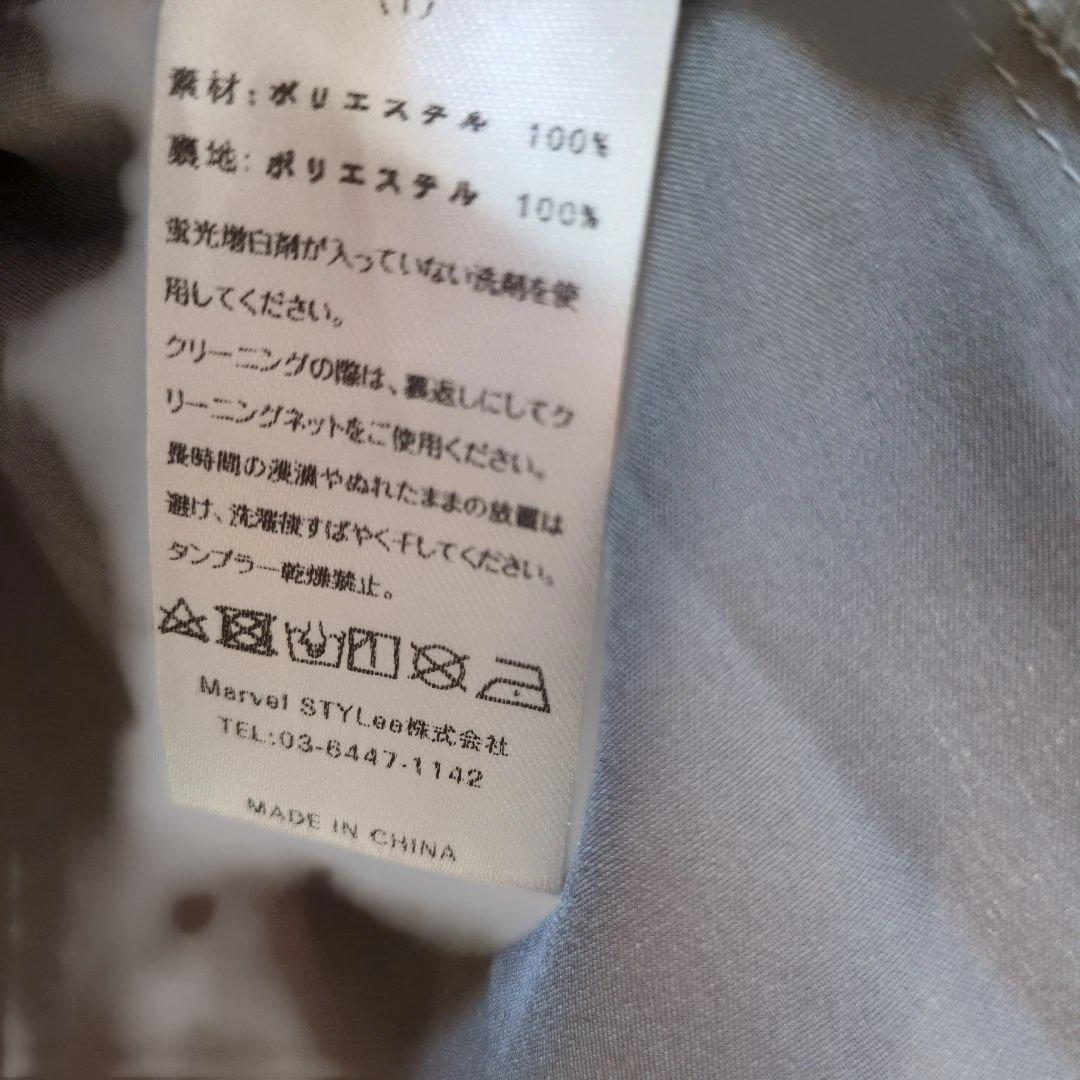 (1)
素材:ポリエステル 100%
裏地:ポリエステル 100%
蛍光増白剤が入っていない洗剤を使
用してください。
クリーニングの際は、裏返しにしてク
リーニングネットをご使用ください。
長時間の浸漬やぬれたままの放置は
避け、洗濯後すばやく干してください。
タンブラー乾燥禁止。
Marvel STYLee株式会社
TEL:03-6447-1142
MADE IN CHINA